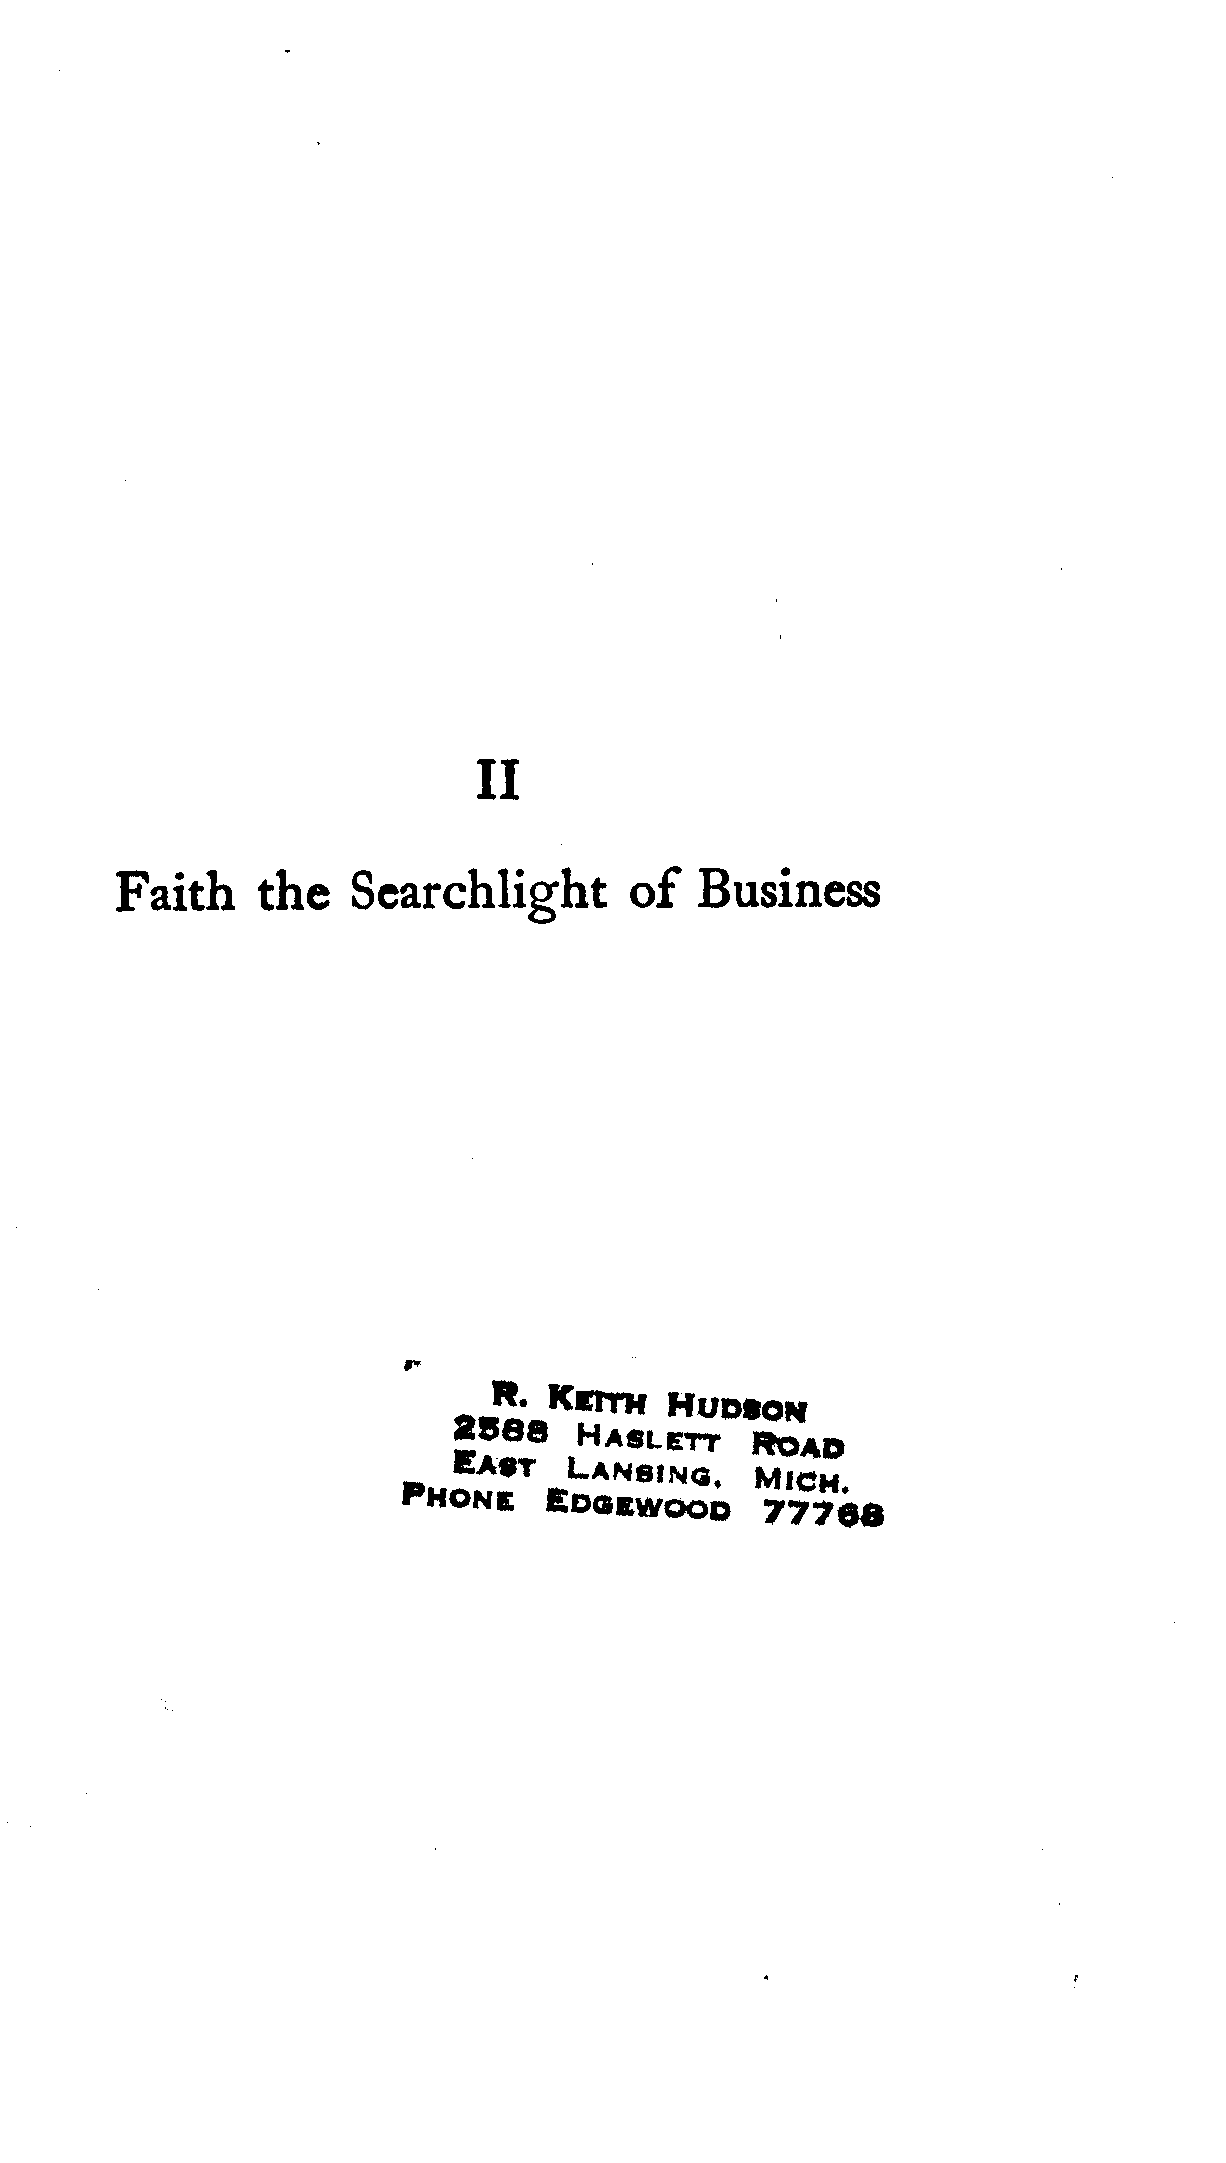 II
Faith the Searchlight of Business
R. Keith Hudson
2588 Haslett Road
East Lansing, Mich.
Phone Edgewood 77768